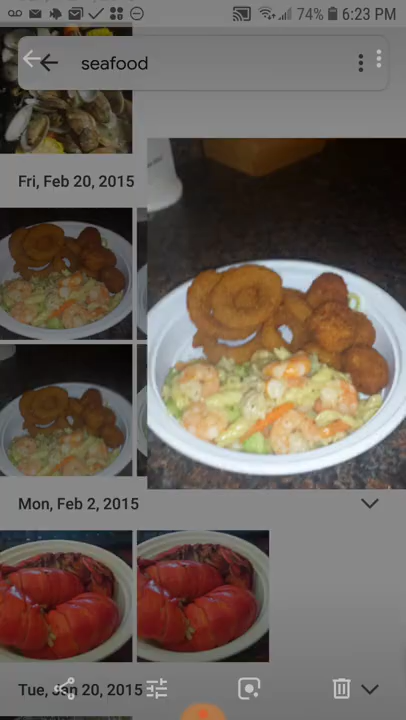 74% 6:23 PM
seafood
Fri, Feb 20, 2015
Mon, Feb 2, 2015
Tue, Jan 20, 2015